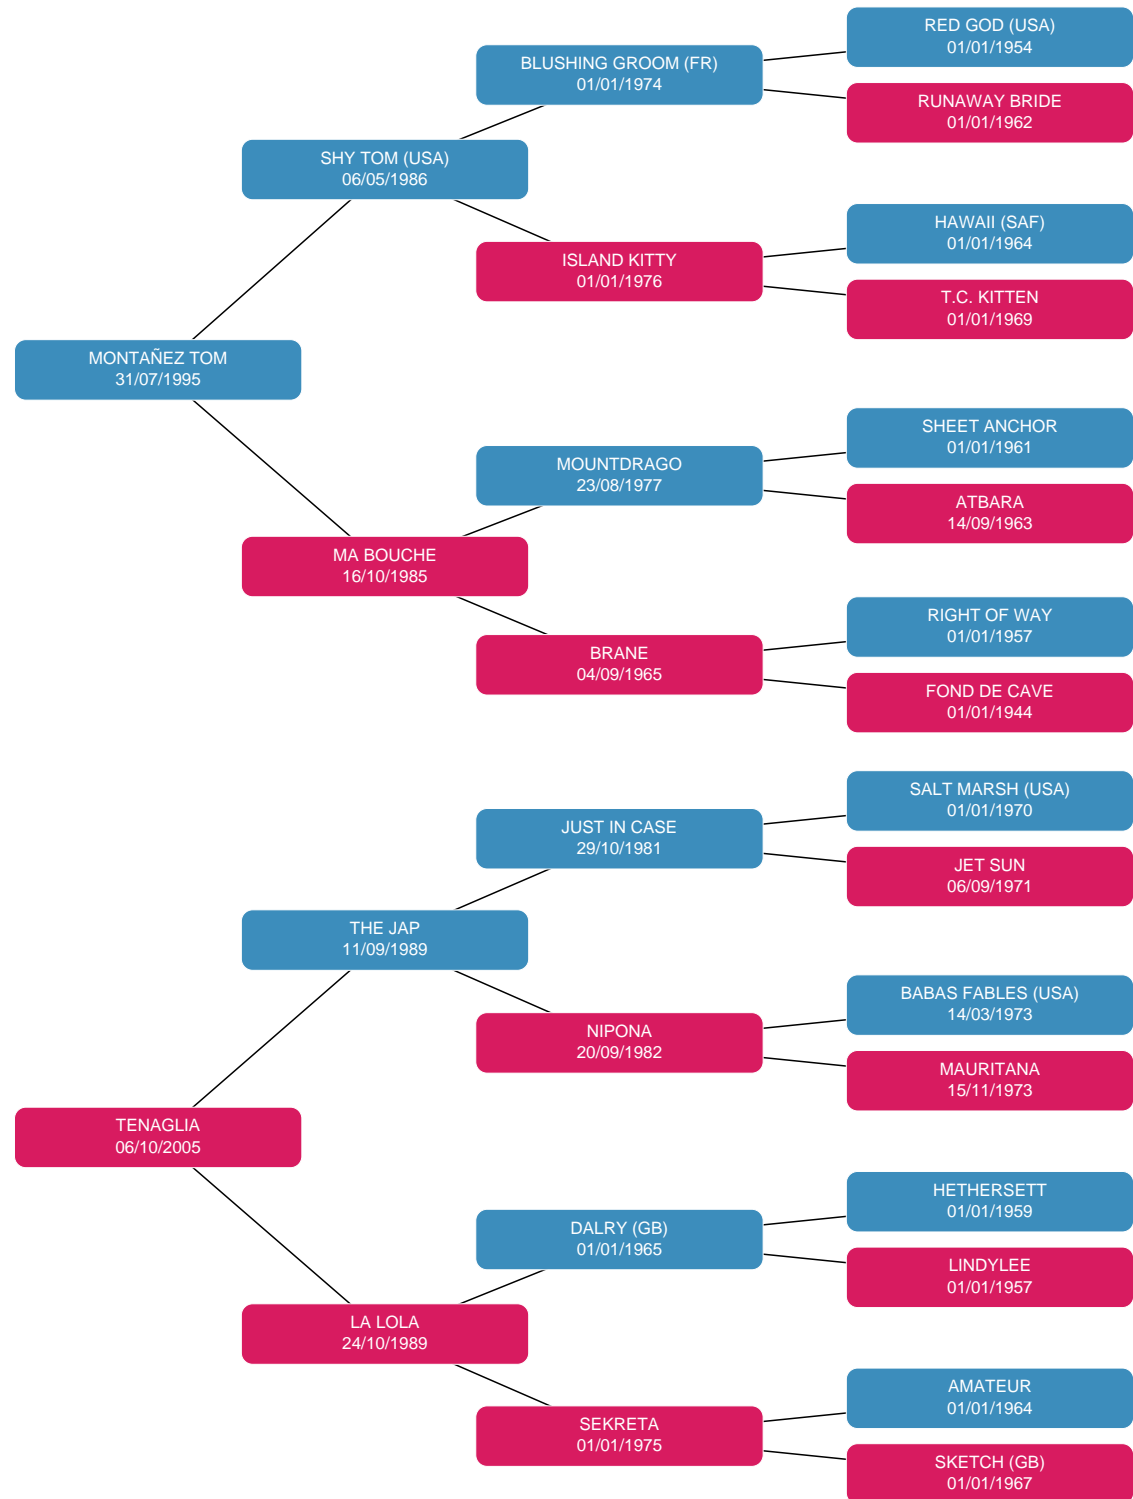 RED GOD (USA)
01/01/1954
BLUSHING GROOM (FR)
01/01/1974
RUNAWAY BRIDE
01/01/1962
SHY TOM (USA)
06/05/1986
HAWAII (SAF)
01/01/1964
ISLAND KITTY
01/01/1976
T.C. KITTEN
01/01/1969
MONTAÑEZ TOM
31/07/1995
SHEET ANCHOR
01/01/1961
MOUNTDRAGO
23/08/1977
ATBARA
14/09/1963
MA BOUCHE
16/10/1985
RIGHT OF WAY
01/01/1957
BRANE
04/09/1965
FOND DE CAVE
01/01/1944
SALT MARSH (USA)
01/01/1970
JUST IN CASE
29/10/1981
JET SUN
06/09/1971
THE JAP
11/09/1989
BABAS FABLES (USA)
14/03/1973
NIPONA
20/09/1982
MAURITANA
15/11/1973
TENAGLIA
06/10/2005
HETHERSETT
01/01/1959
DALRY (GB)
01/01/1965
LINDYLEE
01/01/1957
LA LOLA
24/10/1989
AMATEUR
01/01/1964
SEKRETA
01/01/1975
SKETCH (GB)
01/01/1967